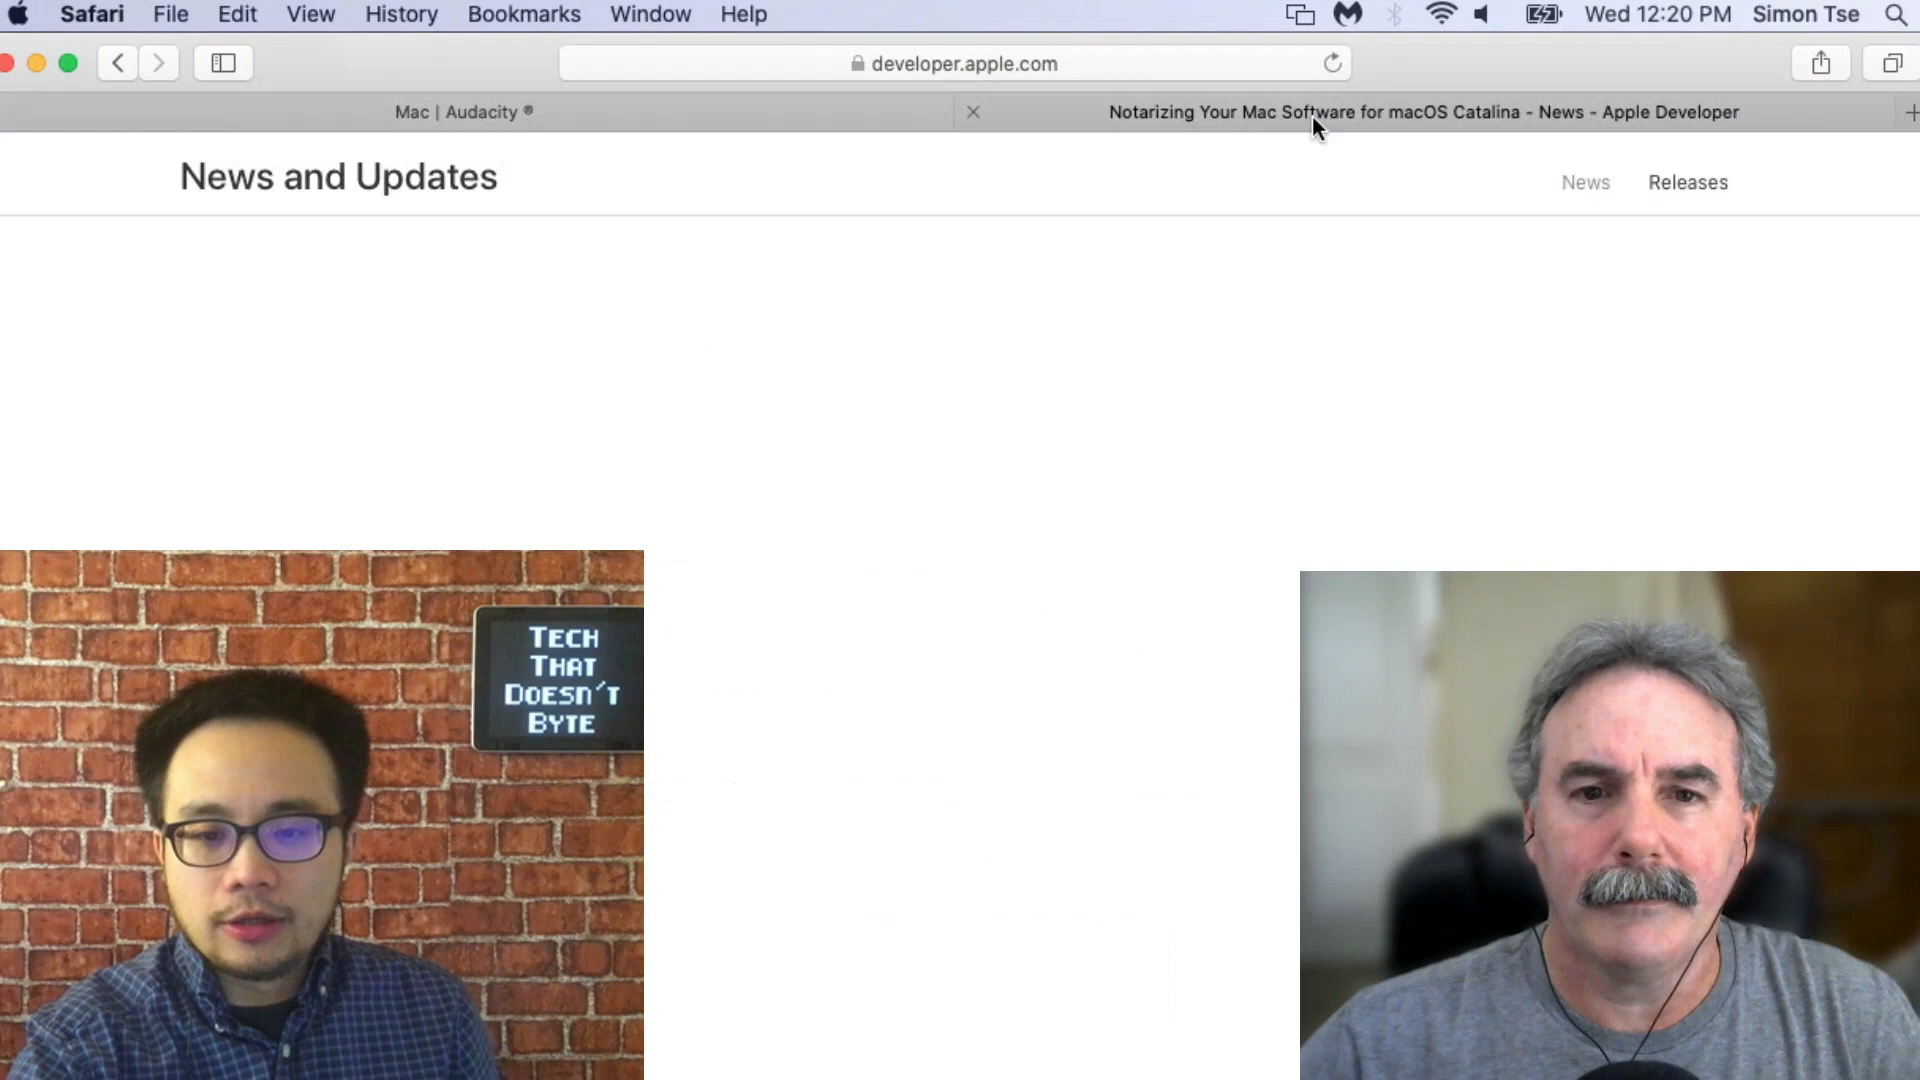 Safari File Edit View History Bookmarks Window Help Wed 12:20 PM Simon Tse
developer.apple.com
Mac | Audacity ® Notarizing Your Mac Software for macOS Catalina - News - Apple Developer
News and Updates News Releases
TECH
THAT
DOESN'T
BYTE